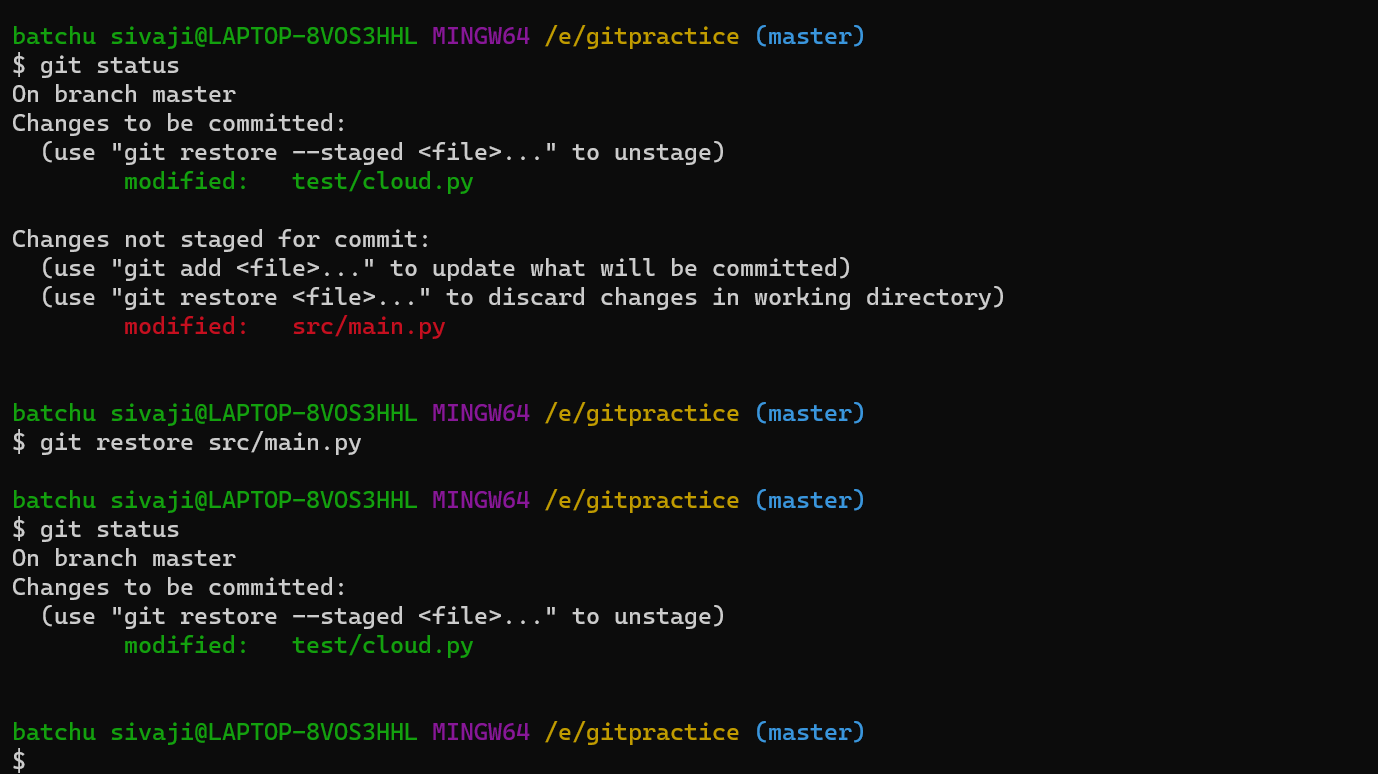 batchu sivaji@LAPTOP-8VOS3HHL MINGW64 /e/gitpractice (master)
$ git status
On branch master
Changes to be committed:
  (use "git restore --staged <file>..." to unstage)
        modified:   test/cloud.py

Changes not staged for commit:
  (use "git add <file>..." to update what will be committed)
  (use "git restore <file>..." to discard changes in working directory)
        modified:   src/main.py


batchu sivaji@LAPTOP-8VOS3HHL MINGW64 /e/gitpractice (master)
$ git restore src/main.py

batchu sivaji@LAPTOP-8VOS3HHL MINGW64 /e/gitpractice (master)
$ git status
On branch master
Changes to be committed:
  (use "git restore --staged <file>..." to unstage)
        modified:   test/cloud.py


batchu sivaji@LAPTOP-8VOS3HHL MINGW64 /e/gitpractice (master)
$